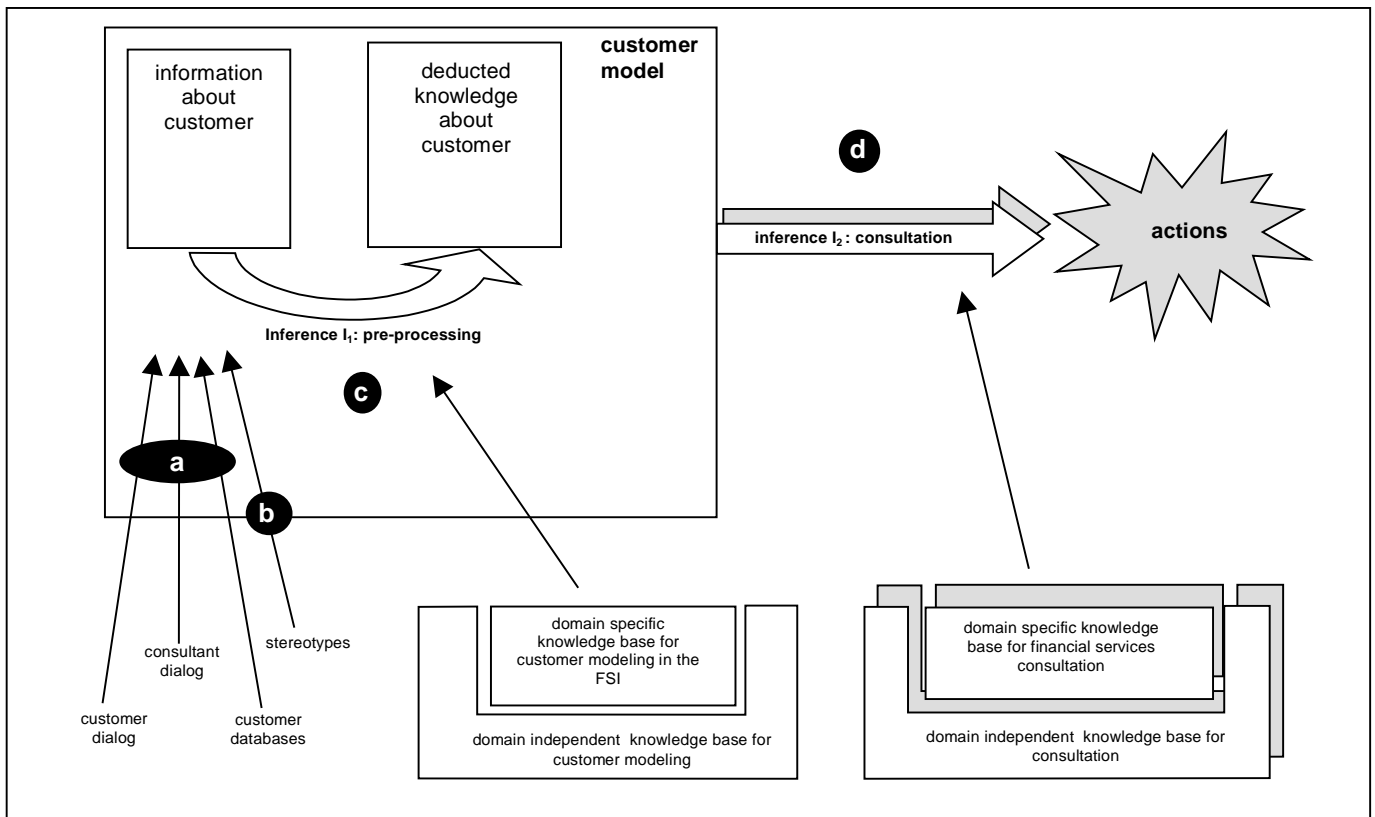 customer
model
information
about
customer
deducted
knowledge
about
customer
d
inference I₂ : consultation
actions
Inference I₁: pre-processing
c
a
b
stereotypes
consultant
dialog
customer
dialog
customer
databases
domain specific
knowledge base for
customer modeling in the
FSI
domain independent knowledge base for
customer modeling
domain specific knowledge
base for financial services
consultation
domain independent knowledge base for
consultation